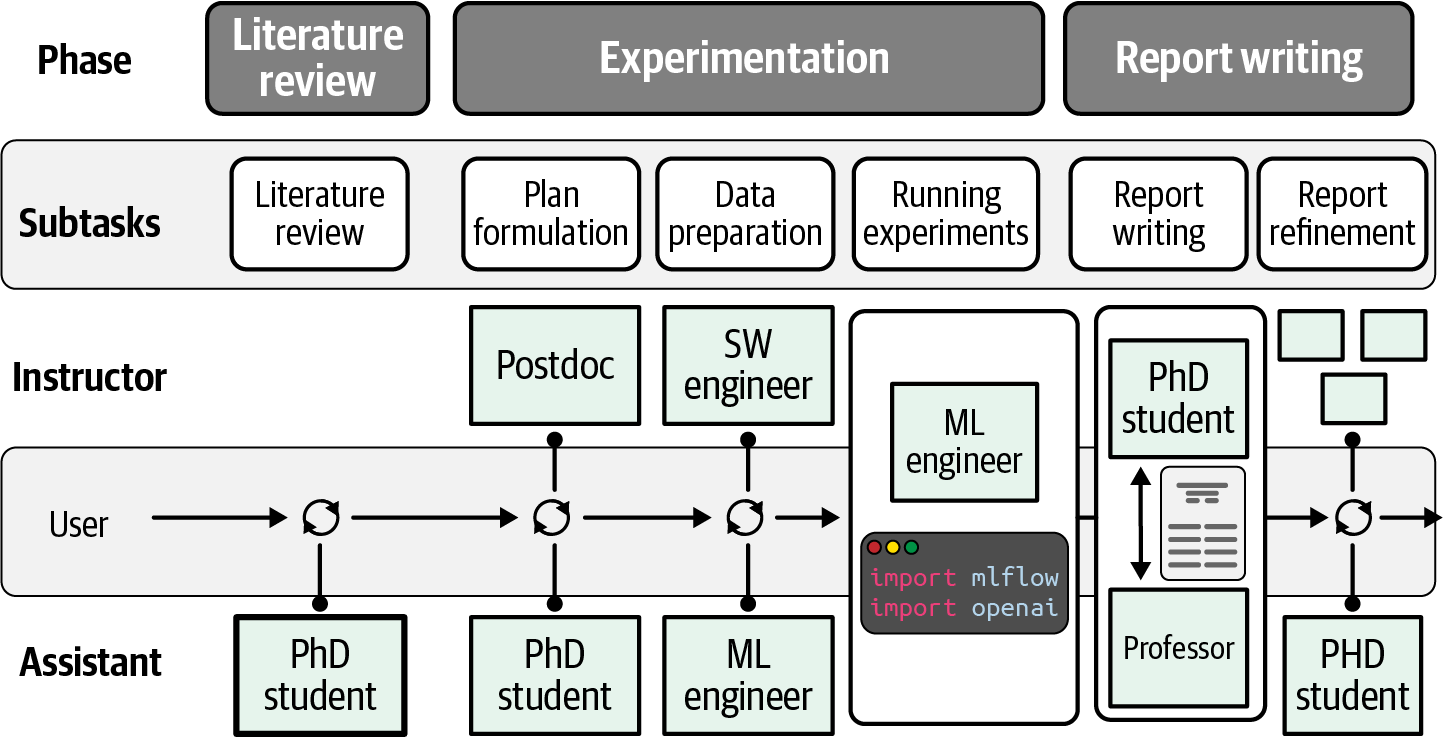 Phase
Literature
review
Experimentation
Report writing
Subtasks
Literature
review
Plan
formulation
Data
preparation
Running
experiments
Report
writing
Report
refinement
Instructor
Postdoc
SW
engineer
ML
engineer
PhD
student
User
import mlflow
import openai
Assistant
PhD
student
PhD
student
ML
engineer
Professor
PHD
student